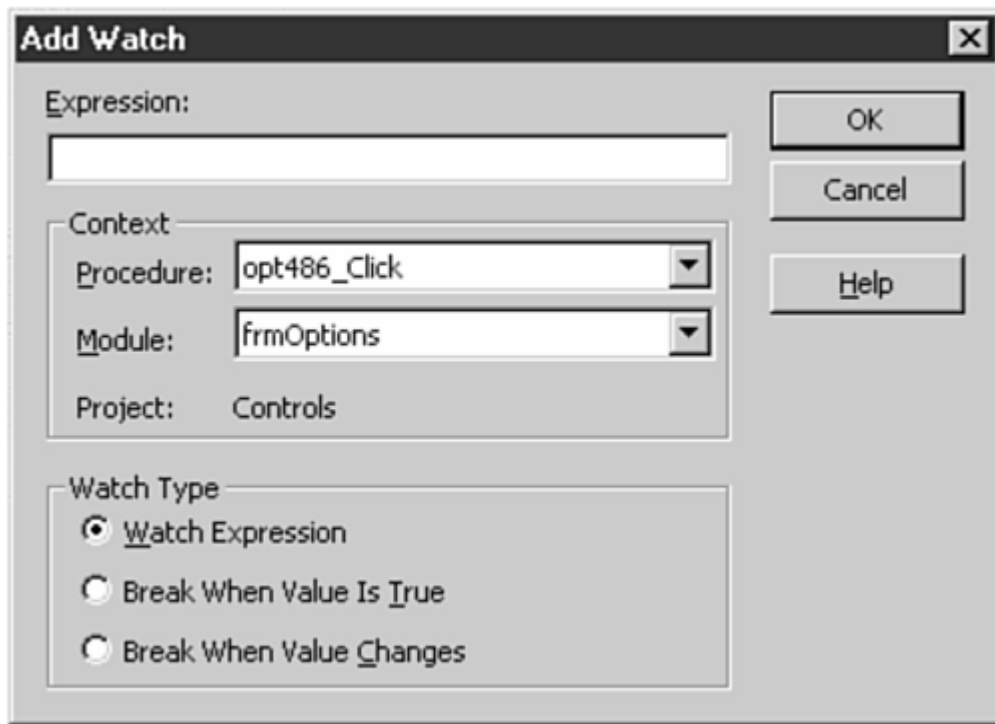 Add Watch
Expression:
OK
Cancel
Context
Procedure: opt486_Click
Help
Module: frmOptions
Project: Controls
Watch Type
Watch Expression
Break When Value Is True
Break When Value Changes